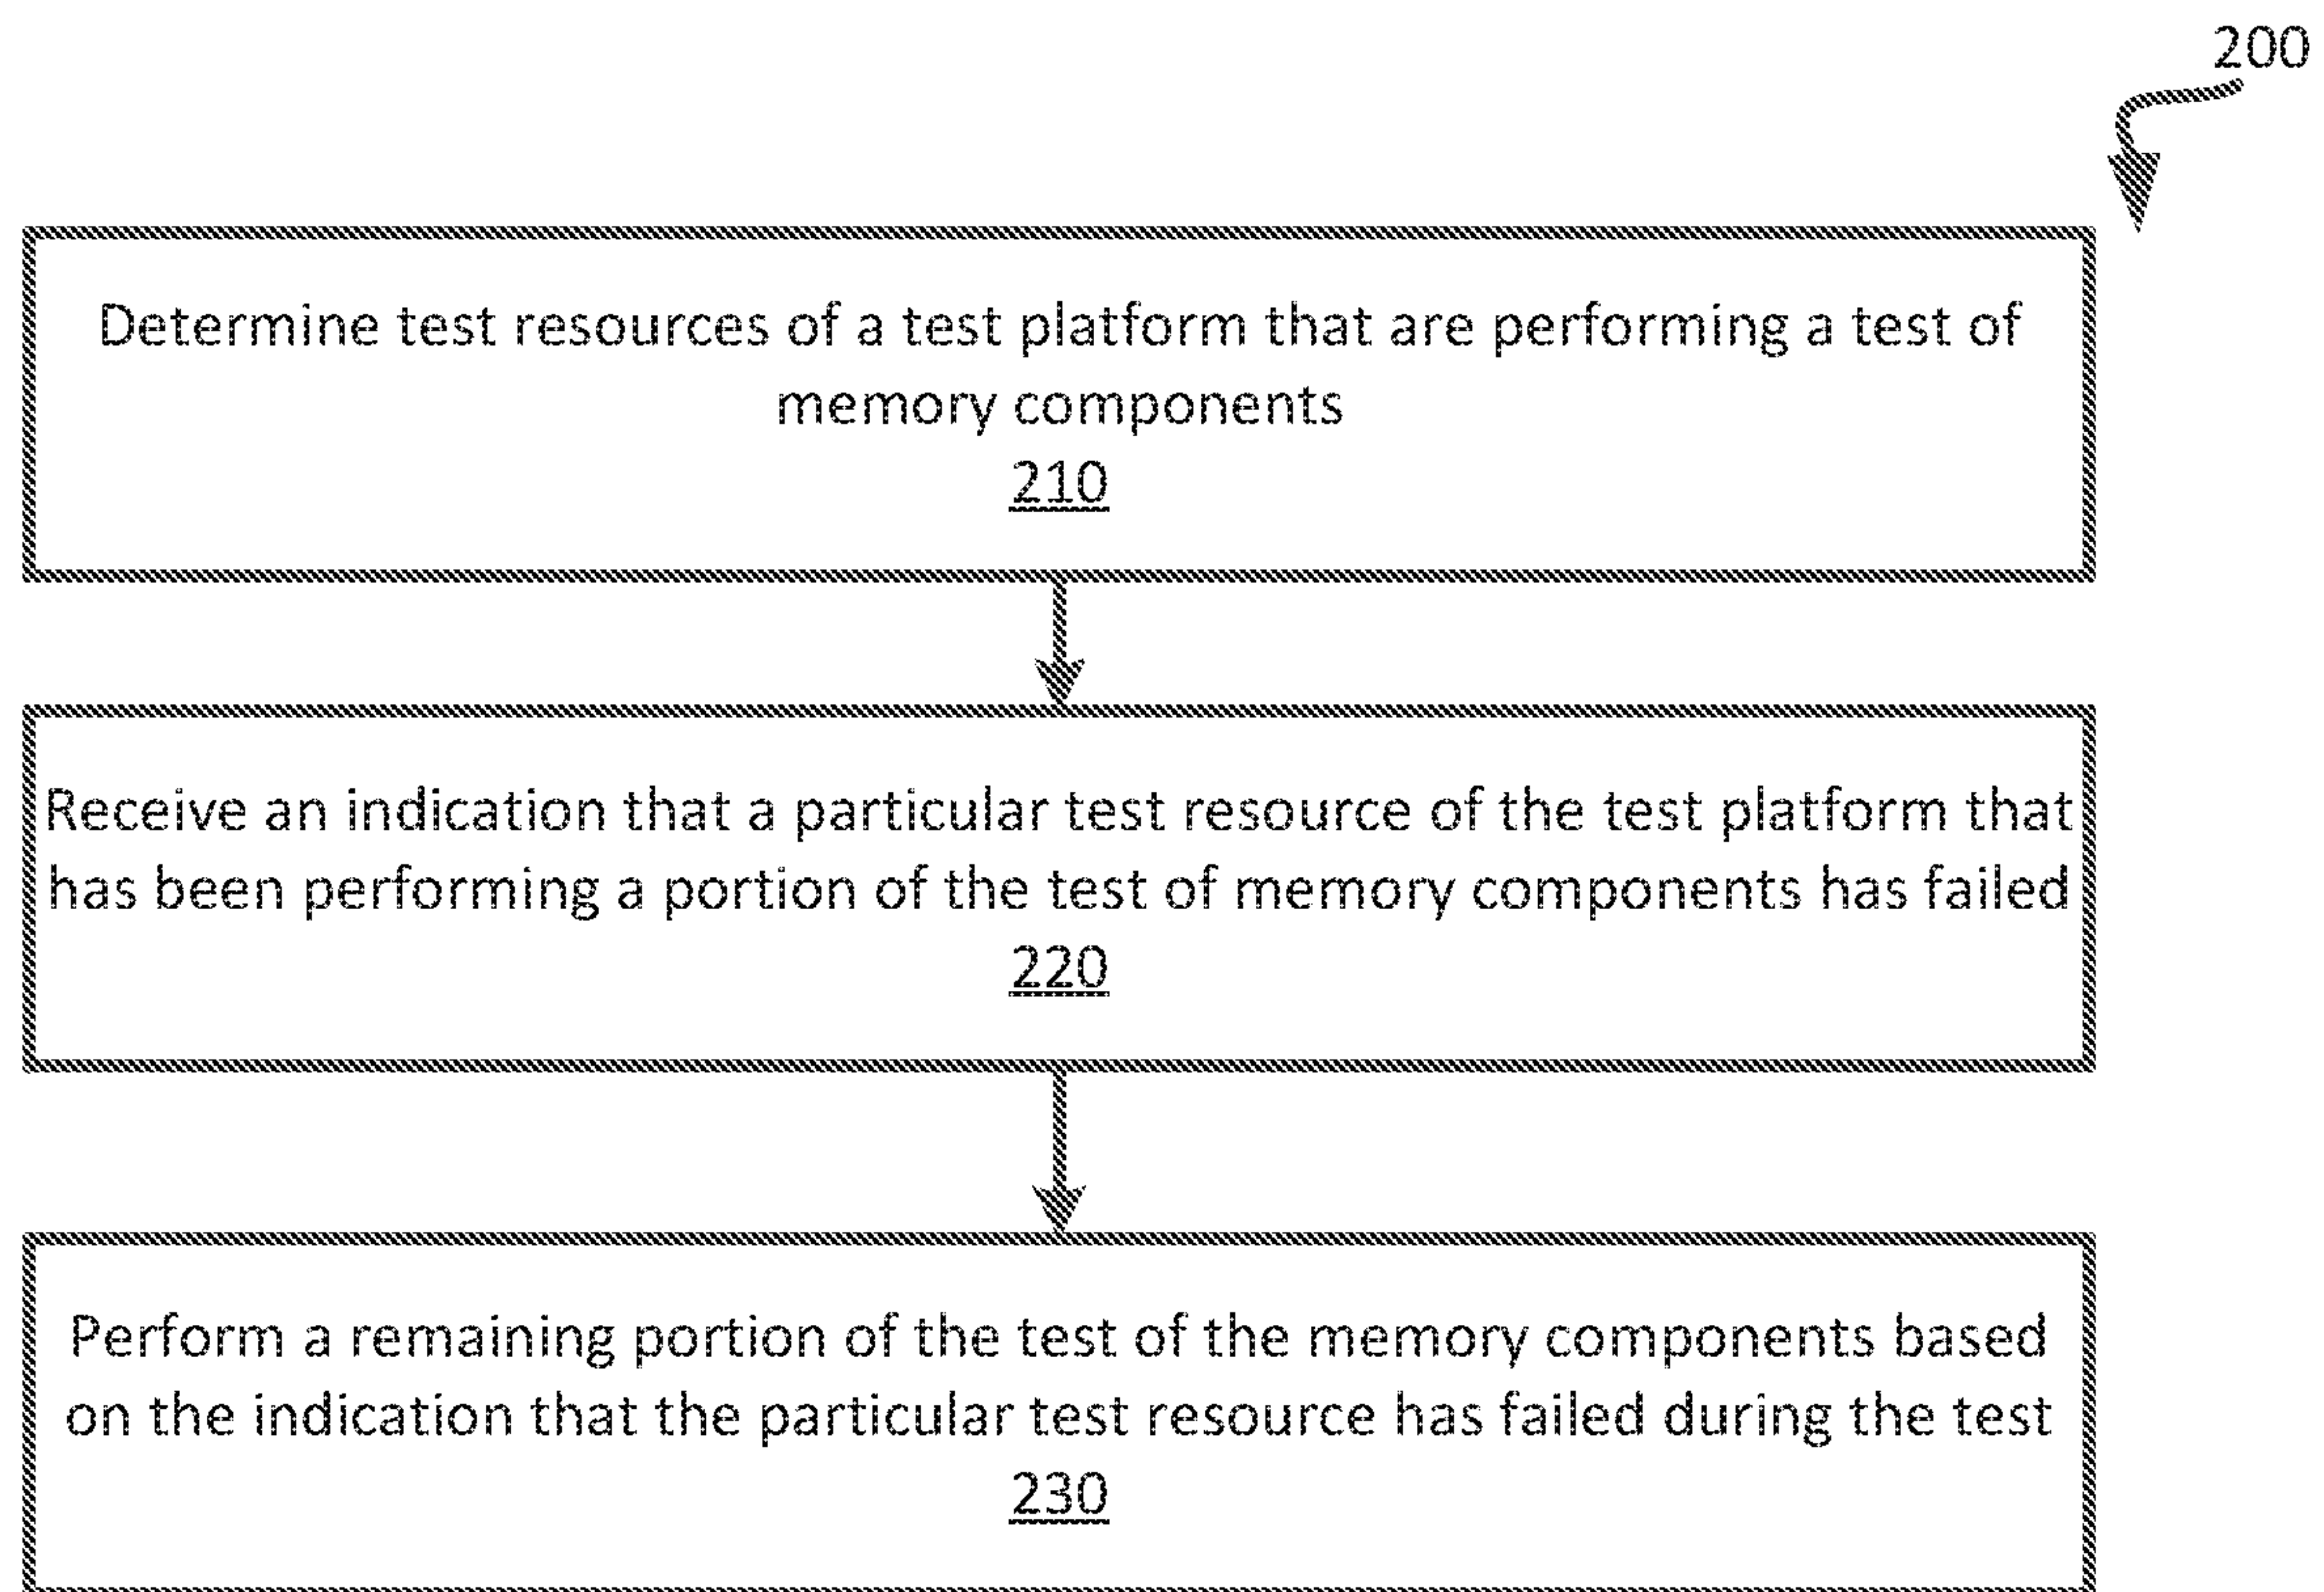 200
Determine test resources of a test platform that are performing a test of
memory components
210
Receive an indication that a particular test resource of the test platform that
has been performing a portion of the test of memory components has failed
220
Perform a remaining portion of the test of the memory components based
on the indication that the particular test resource has failed during the test
230